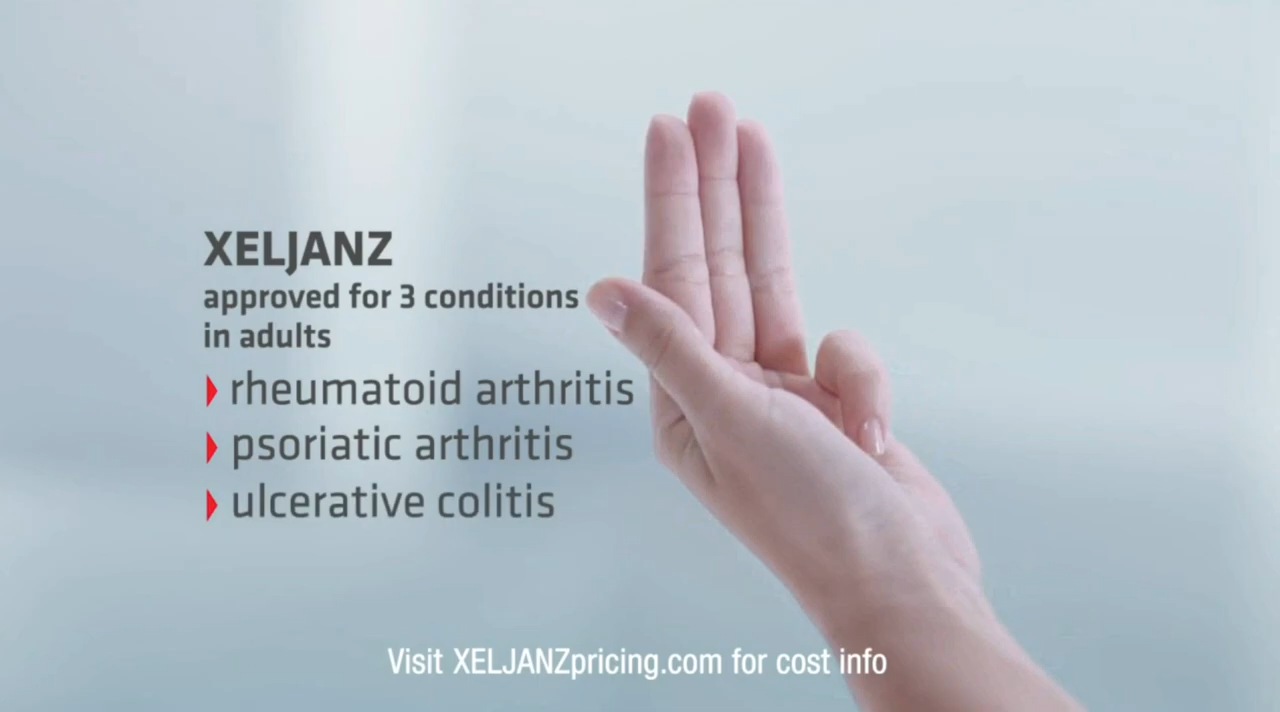 XELJANZ
approved for 3 conditions
in adults
rheumatoid arthritis
psoriatic arthritis
ulcerative colitis
Visit XELJANZpricing.com for cost info